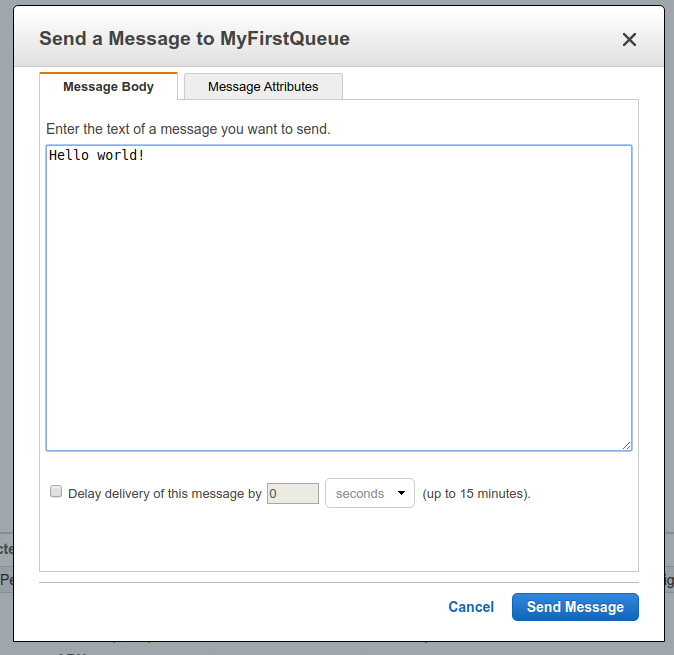 Send a Message to MyFirstQueue
Message Body Message Attributes
Enter the text of a message you want to send.
Hello world!
Delay delivery of this message by 0 seconds (up to 15 minutes).
Cancel Send Message